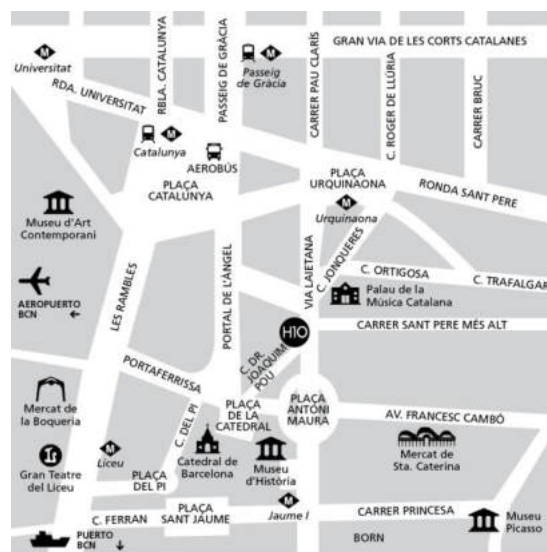 GRAN VIA DE LES CORTS CATALANES
M
Universitat
RDA. UNIVERSITAT
RBLA. CATALUNYA
PASSEIG DE GRÀCIA
M
Passeig
de Gràcia
CARRER PAU CLARÍS
C. ROGER DE LLÚRIA
CARRER BRUC
M
Catalunya
AEROBÚS
PLAÇA
CATALUNYA
PLAÇA
URQUINAONA
RONDA SANT PERE
M
Urquinaona
Museu d'Art
Contemporani
LES RAMBLES
PORTAL DE L'ÀNGEL
VIA LAIETANA
C. JONQUERES
C. ORTIGOSA
C. TRAFALGAR
AEROPUERTO
BCN
Palau de la
Música Catalana
H10
CARRER SANT PERE MÉS ALT
C. DR.
JOAQUIM
POU
PORTAFERRISSA
Mercat de
la Boqueria
C. DEL PI
PLAÇA
DE LA
CATEDRAL
PLAÇA
ANTONI
MAURA
AV. FRANCESC CAMBÓ
Gran Teatre
del Liceu
M
Liceu
PLAÇA
DEL PI
Catedral de
Barcelona
Museu
d'Història
Mercat de
Sta. Caterina
C. FERRAN
PLAÇA
SANT JAUME
M
Jaume I
CARRER PRINCESA
Museu
Picasso
PUERTO
BCN
BORN